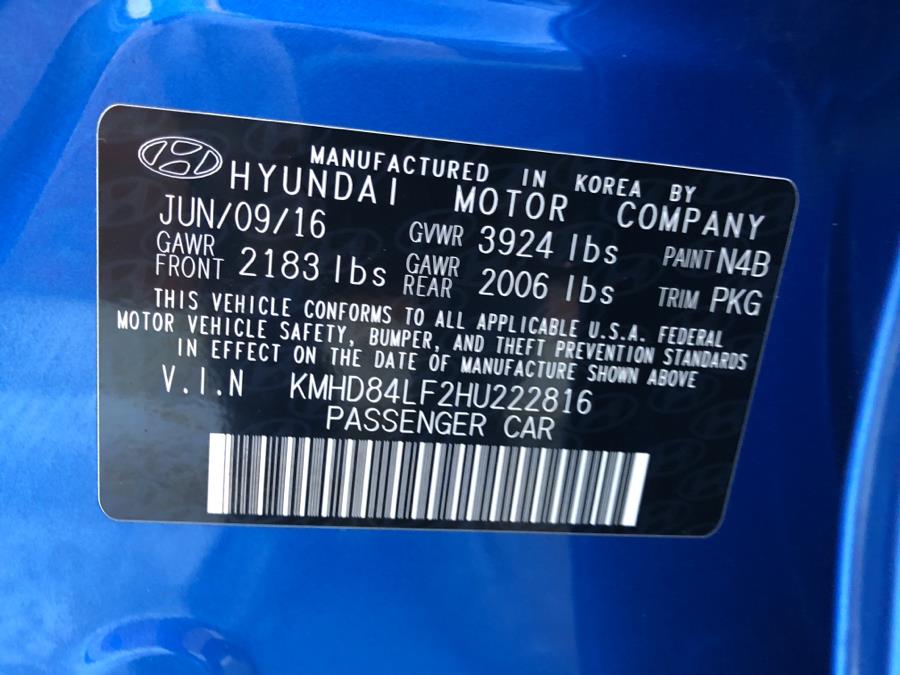 MANUFACTURED IN KOREA BY
HYUNDAI MOTOR COMPANY
JUN/09/16 GVWR 3924 lbs PAINT N4B
GAWR FRONT 2183 lbs GAWR REAR 2006 lbs TRIM PKG
THIS VEHICLE CONFORMS TO ALL APPLICABLE U.S.A. FEDERAL
MOTOR VEHICLE SAFETY, BUMPER, AND THEFT PREVENTION STANDARDS
IN EFFECT ON THE DATE OF MANUFACTURE SHOWN ABOVE
V.I.N KMHD84LF2HU222816
PASSENGER CAR